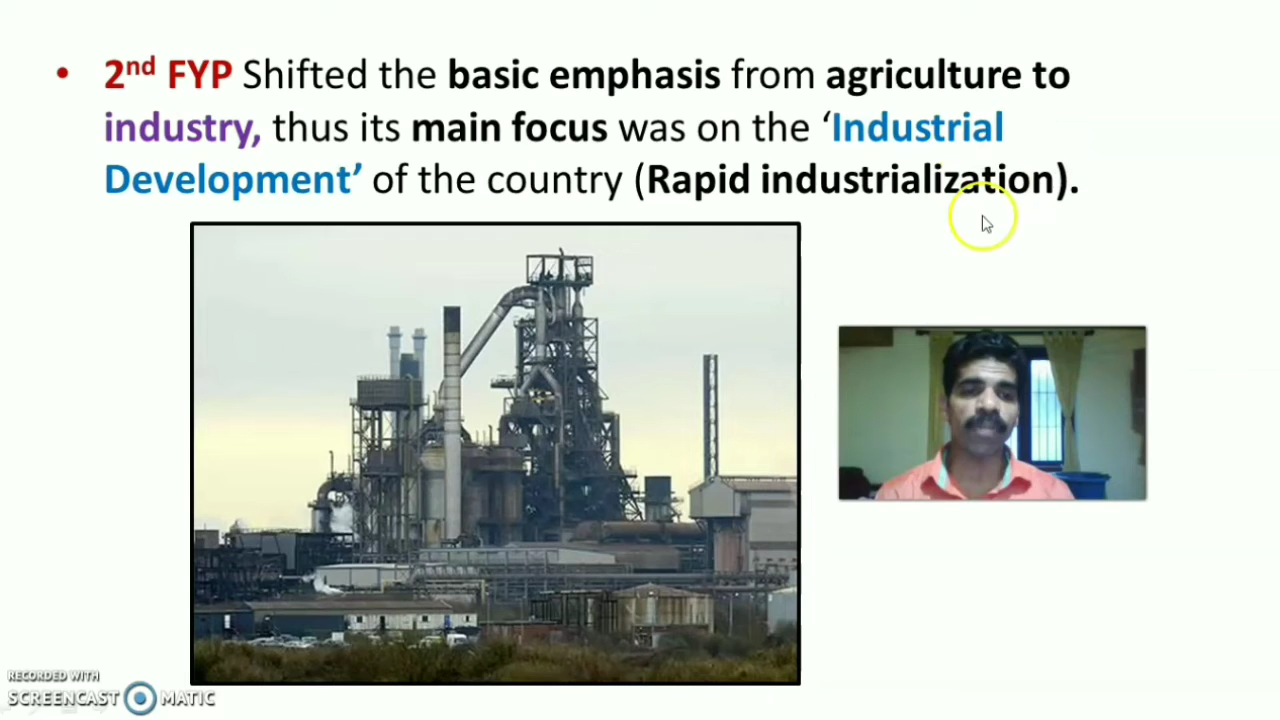 • 2nd FYP Shifted the basic emphasis from agriculture to
industry, thus its main focus was on the ‘Industrial
Development’ of the country (Rapid industrialization).
RECORDED WITH
SCREENCAST MATIC